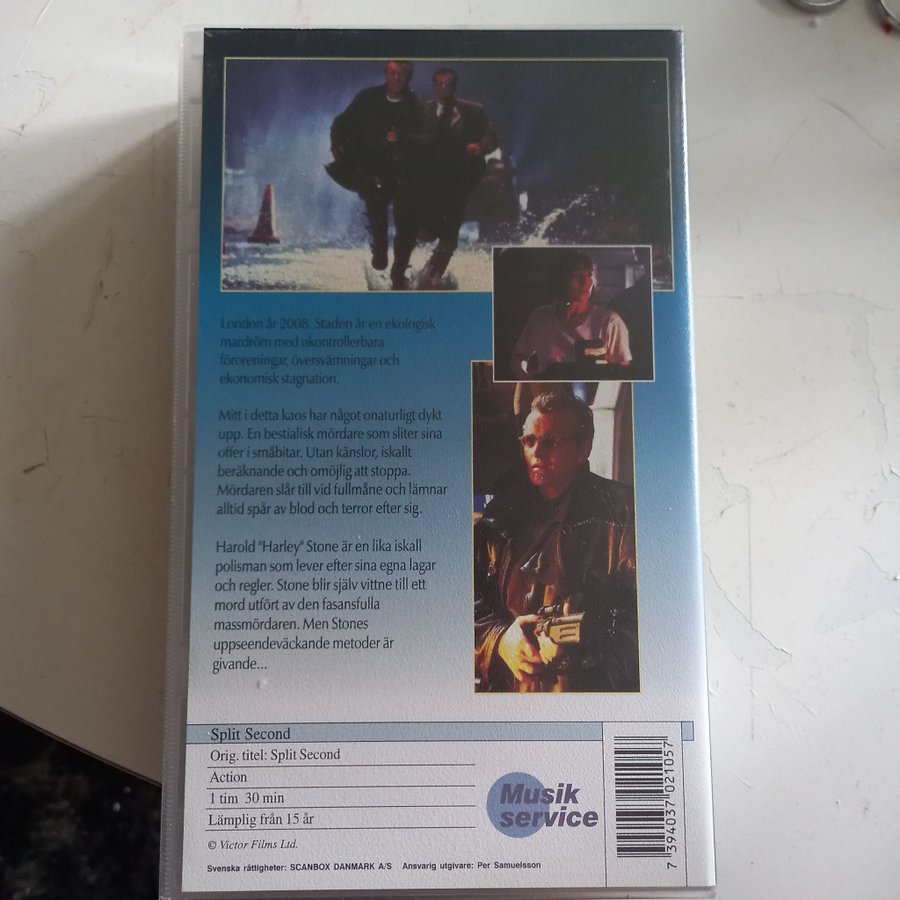 London år 2008. Staden är en ekologisk
mardröm med okontrollerbara
föroreningar, översvämningar och
ekonomisk stagnation.
Mitt i detta kaos har något onaturligt dykt
upp. En bestialisk mördare som sliter sina
offer i småbitar. Utan känslor, iskallt
beräknande och omöjlig att stoppa.
Mördaren slår till vid fullmåne och lämnar
alltid spår av blod och terror efter sig.
Harold "Harley" Stone är en lika iskall
polisman som lever efter sina egna lagar
och regler. Stone blir själv vittne till ett
mord utfört av den fasansfulla
massmördaren. Men Stones
uppseendeväckande metoder är
givande...
Split Second
Orig. titel: Split Second
Action
1 tim 30 min
Lämplig från 15 år
© Victor Films Ltd.
Svenska rättigheter: SCANBOX DANMARK A/S Ansvarig utgivare: Per Samuelsson
Musik
service
7 394037 021057